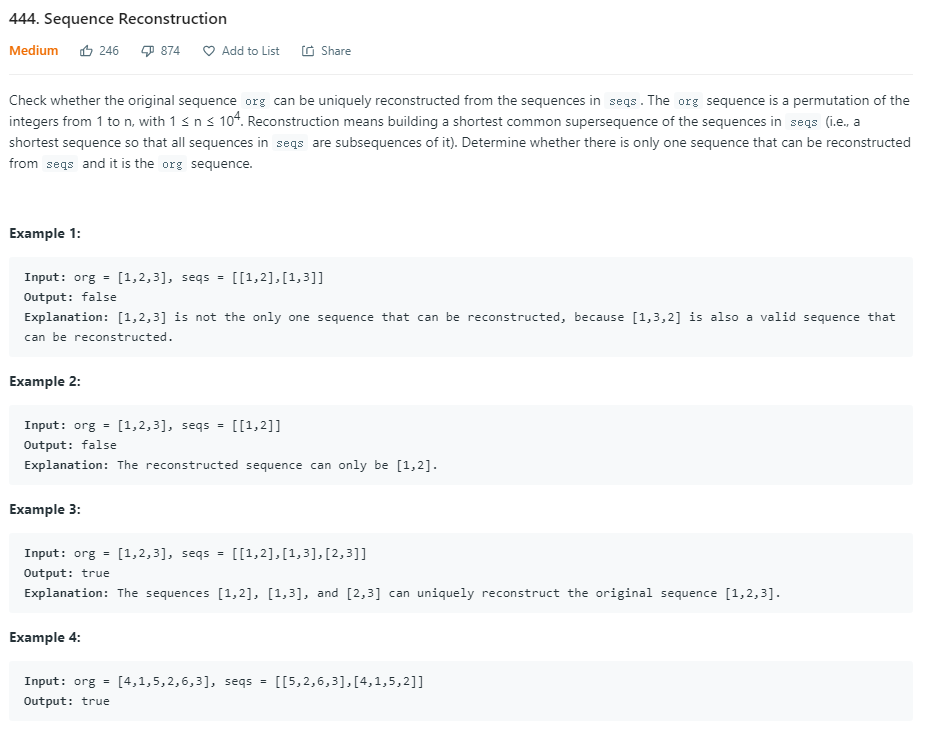 444. Sequence Reconstruction
Medium 246 874 Add to List Share
Check whether the original sequence org can be uniquely reconstructed from the sequences in seqs. The org sequence is a permutation of the
integers from 1 to n, with 1 ≤ n ≤ 10⁴. Reconstruction means building a shortest common supersequence of the sequences in seqs (i.e., a
shortest sequence so that all sequences in seqs are subsequences of it). Determine whether there is only one sequence that can be reconstructed
from seqs and it is the org sequence.
Example 1:
Input: org = [1,2,3], seqs = [[1,2],[1,3]]
Output: false
Explanation: [1,2,3] is not the only one sequence that can be reconstructed, because [1,3,2] is also a valid sequence that
can be reconstructed.
Example 2:
Input: org = [1,2,3], seqs = [[1,2]]
Output: false
Explanation: The reconstructed sequence can only be [1,2].
Example 3:
Input: org = [1,2,3], seqs = [[1,2],[1,3],[2,3]]
Output: true
Explanation: The sequences [1,2], [1,3], and [2,3] can uniquely reconstruct the original sequence [1,2,3].
Example 4:
Input: org = [4,1,5,2,6,3], seqs = [[5,2,6,3],[4,1,5,2]]
Output: true